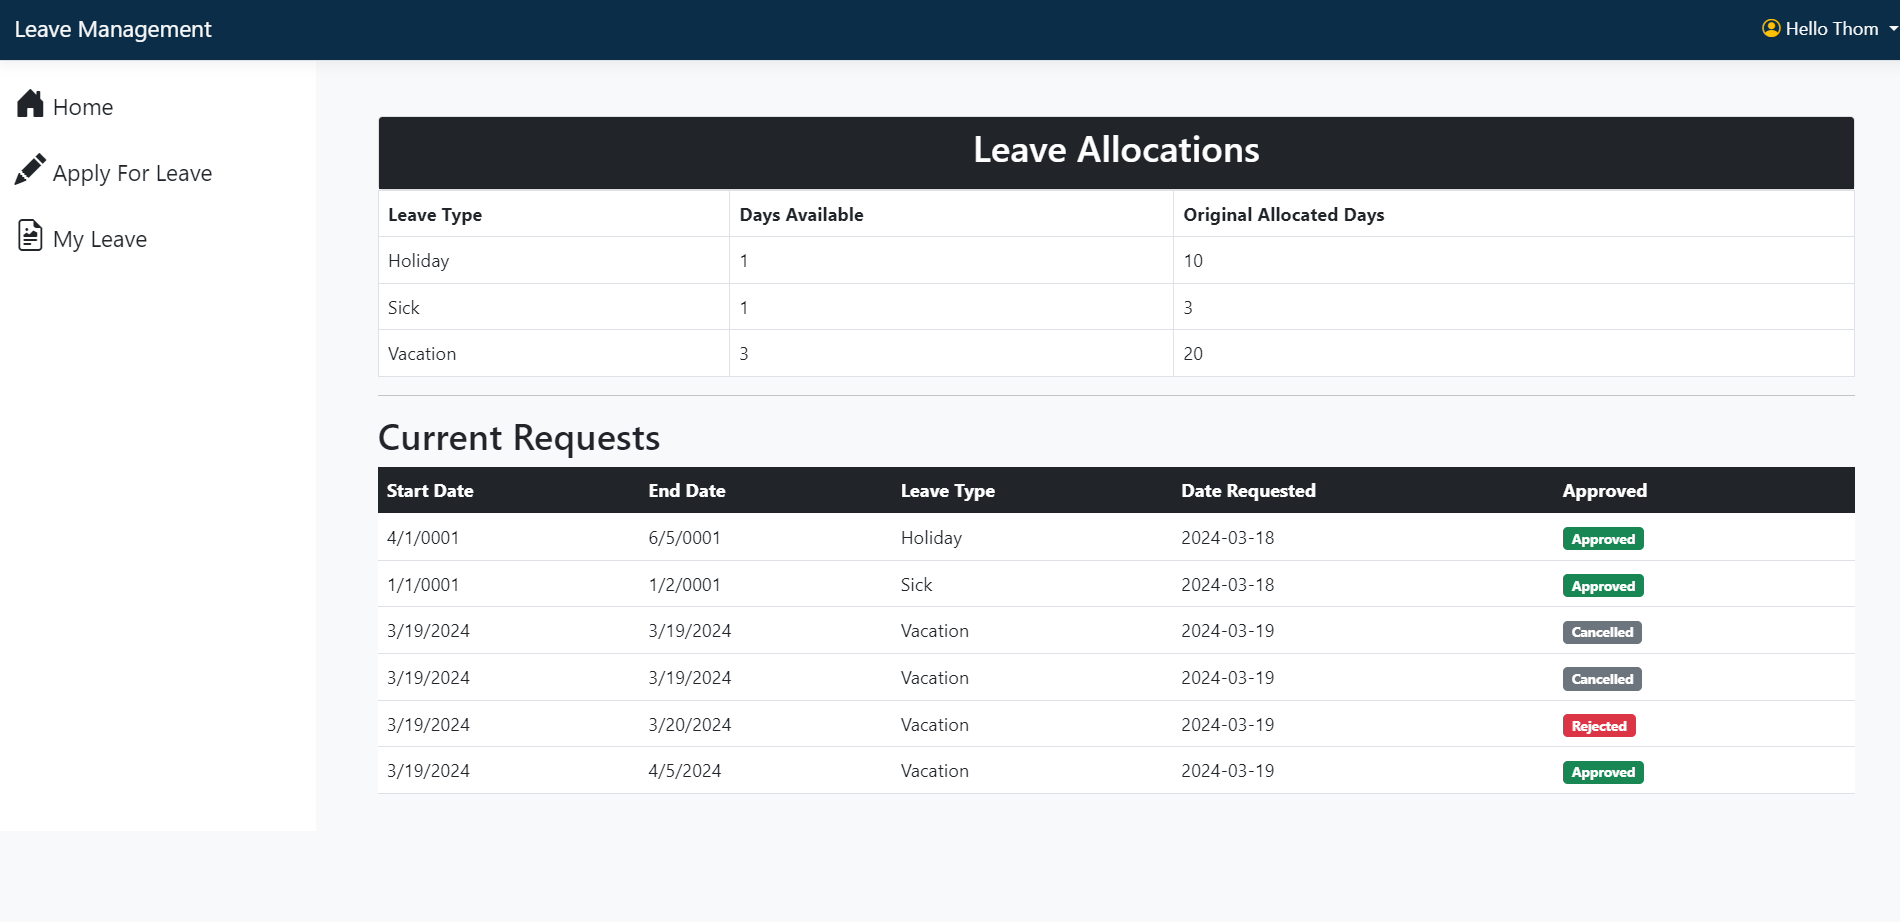 Leave Management
Hello Thom
Home
Apply For Leave
My Leave
Leave Allocations
Leave Type Days Available Original Allocated Days
Holiday 1 10
Sick 1 3
Vacation 3 20
Current Requests
Start Date End Date Leave Type Date Requested Approved
4/1/0001 6/5/0001 Holiday 2024-03-18 Approved
1/1/0001 1/2/0001 Sick 2024-03-18 Approved
3/19/2024 3/19/2024 Vacation 2024-03-19 Cancelled
3/19/2024 3/19/2024 Vacation 2024-03-19 Cancelled
3/19/2024 3/20/2024 Vacation 2024-03-19 Rejected
3/19/2024 4/5/2024 Vacation 2024-03-19 Approved